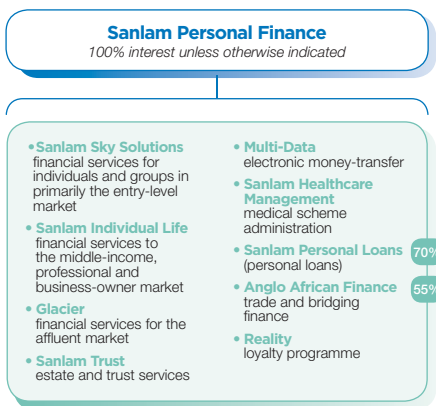 Sanlam Personal Finance
100% interest unless otherwise indicated
• Sanlam Sky Solutions
financial services for
individuals and groups in
primarily the entry-level
market
• Sanlam Individual Life
financial services to
the middle-income,
professional and
business-owner market
• Glacier
financial services for the
affluent market
• Sanlam Trust
estate and trust services
• Multi-Data
electronic money-transfer
• Sanlam Healthcare
Management
medical scheme
administration
• Sanlam Personal Loans 70%
(personal loans)
• Anglo African Finance 55%
trade and bridging
finance
• Reality
loyalty programme